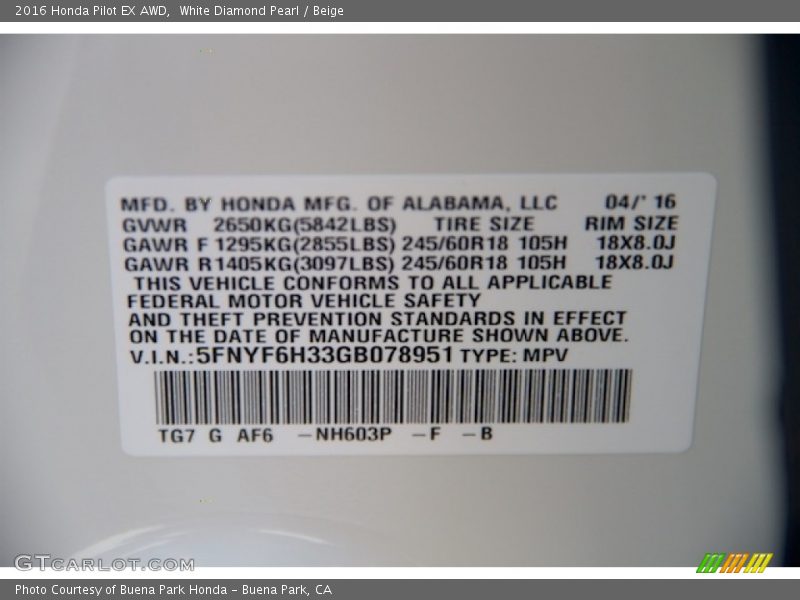 2016 Honda Pilot EX AWD,  White Diamond Pearl / Beige
MFD. BY HONDA MFG. OF ALABAMA, LLC 04/' 16
GVWR 2650KG(5842LBS) TIRE SIZE RIM SIZE
GAWR F 1295KG(2855LBS) 245/60R18 105H 18X8.0J
GAWR R1405KG(3097LBS) 245/60R18 105H 18X8.0J
THIS VEHICLE CONFORMS TO ALL APPLICABLE
FEDERAL MOTOR VEHICLE SAFETY
AND THEFT PREVENTION STANDARDS IN EFFECT
ON THE DATE OF MANUFACTURE SHOWN ABOVE.
V.I.N.:5FNYF6H33GB078951 TYPE: MPV
TG7 G AF6 -NH603P -F -B
GTCARLOT.COM
Photo Courtesy of Buena Park Honda - Buena Park, CA